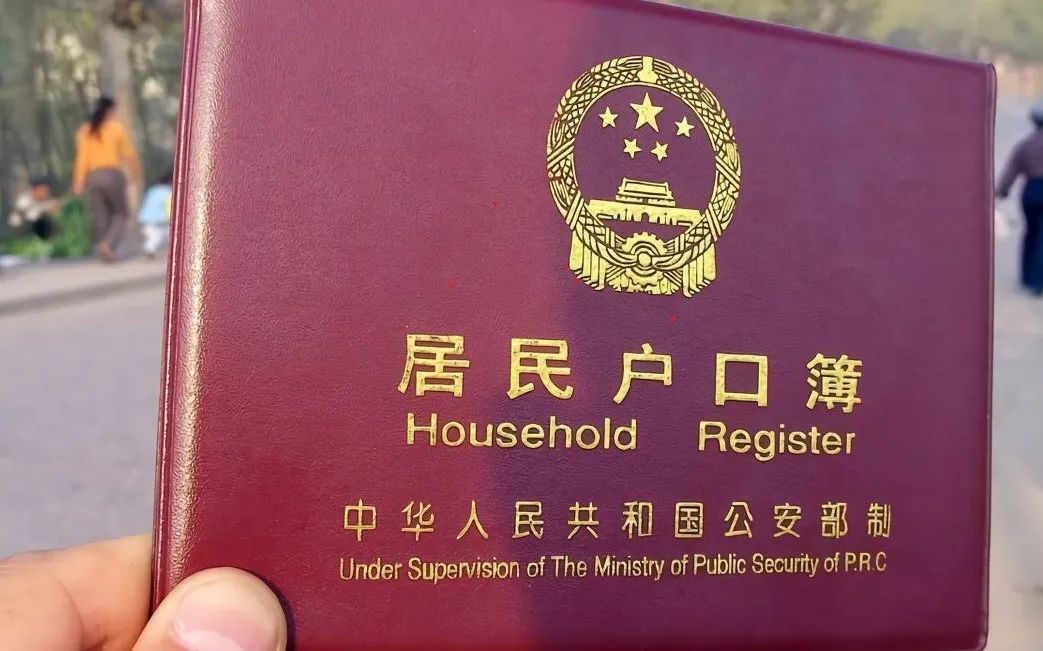 居民户口簿
Household Register
中华人民共和国公安部制
Under Supervision of The Ministry of Public Security of P.R.C